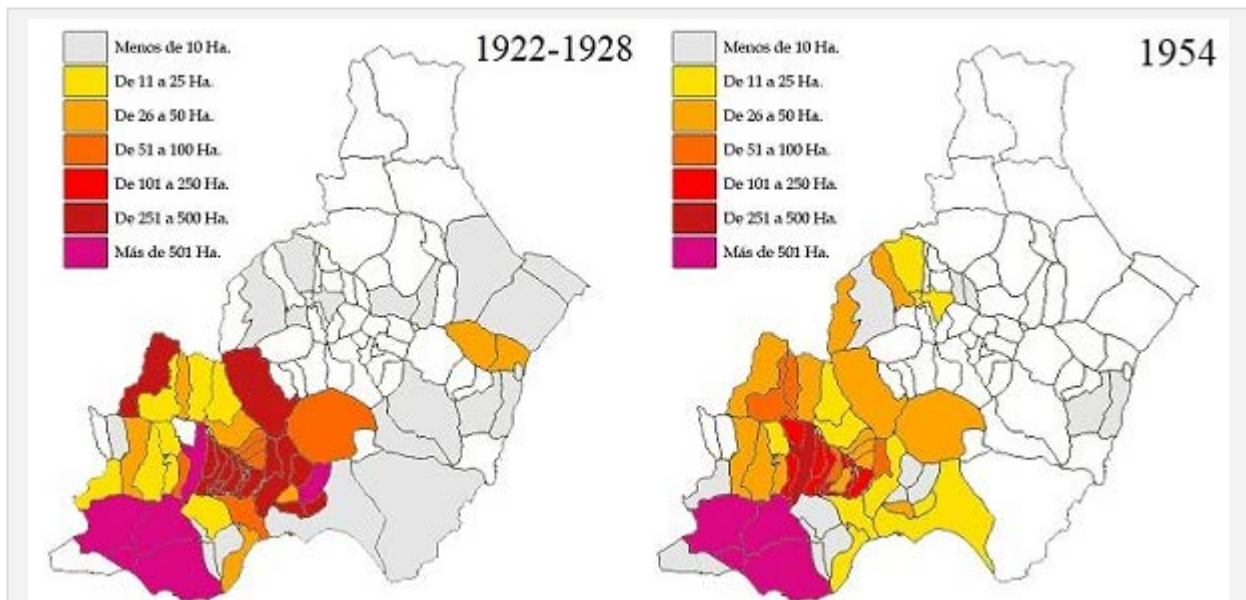 1922-1928
Menos de 10 Ha.
De 11 a 25 Ha.
De 26 a 50 Ha.
De 51 a 100 Ha.
De 101 a 250 Ha.
De 251 a 500 Ha.
Más de 501 Ha.
1954
Menos de 10 Ha.
De 11 a 25 Ha.
De 26 a 50 Ha.
De 51 a 100 Ha.
De 101 a 250 Ha.
De 251 a 500 Ha.
Más de 501 Ha.